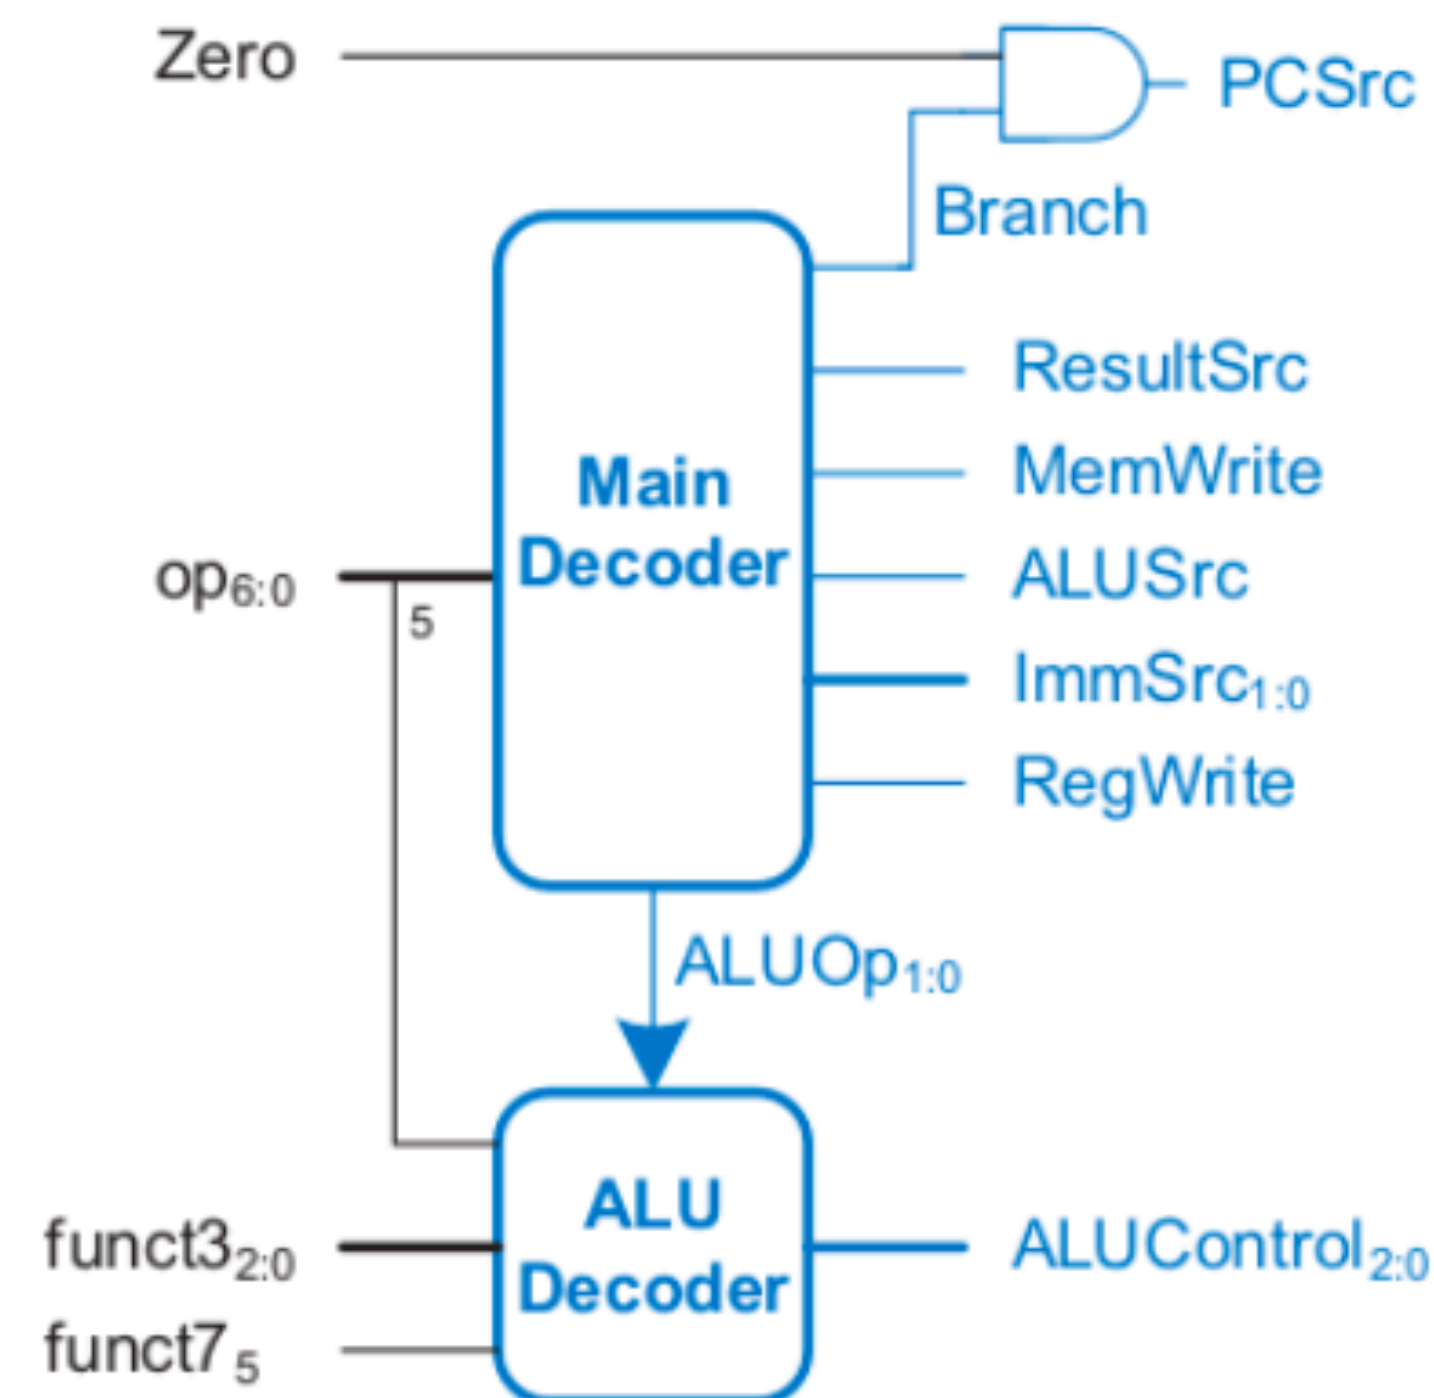 Zero
PCSrc
Branch
ResultSrc
Main
Decoder
MemWrite
op6:0
5
ALUSrc
ImmSrc1:0
RegWrite
ALUOp1:0
ALU
Decoder
funct32:0
ALUControl2:0
funct75